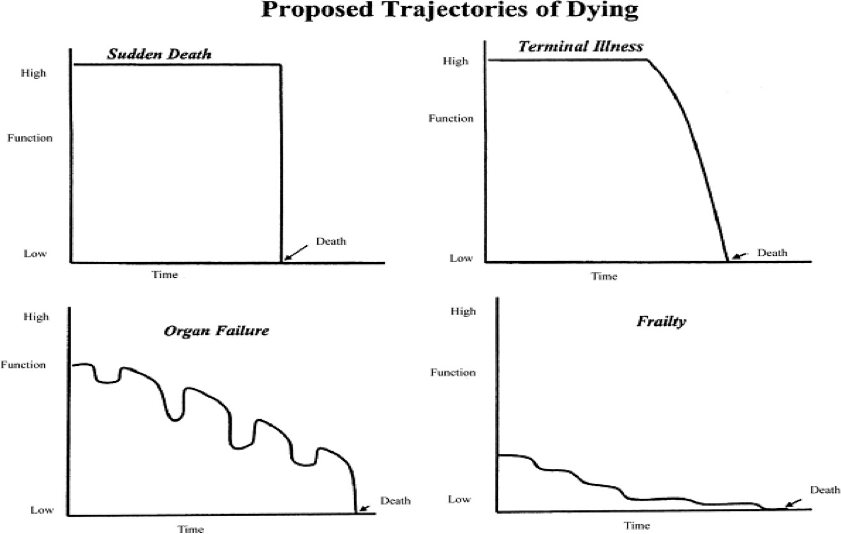 Proposed Trajectories of Dying
Sudden Death
High
Function
Low
Death
Time
Terminal Illness
High
Function
Low
Death
Time
Organ Failure
High
Function
Low
Death
Time
Frailty
High
Function
Low
Death
Time